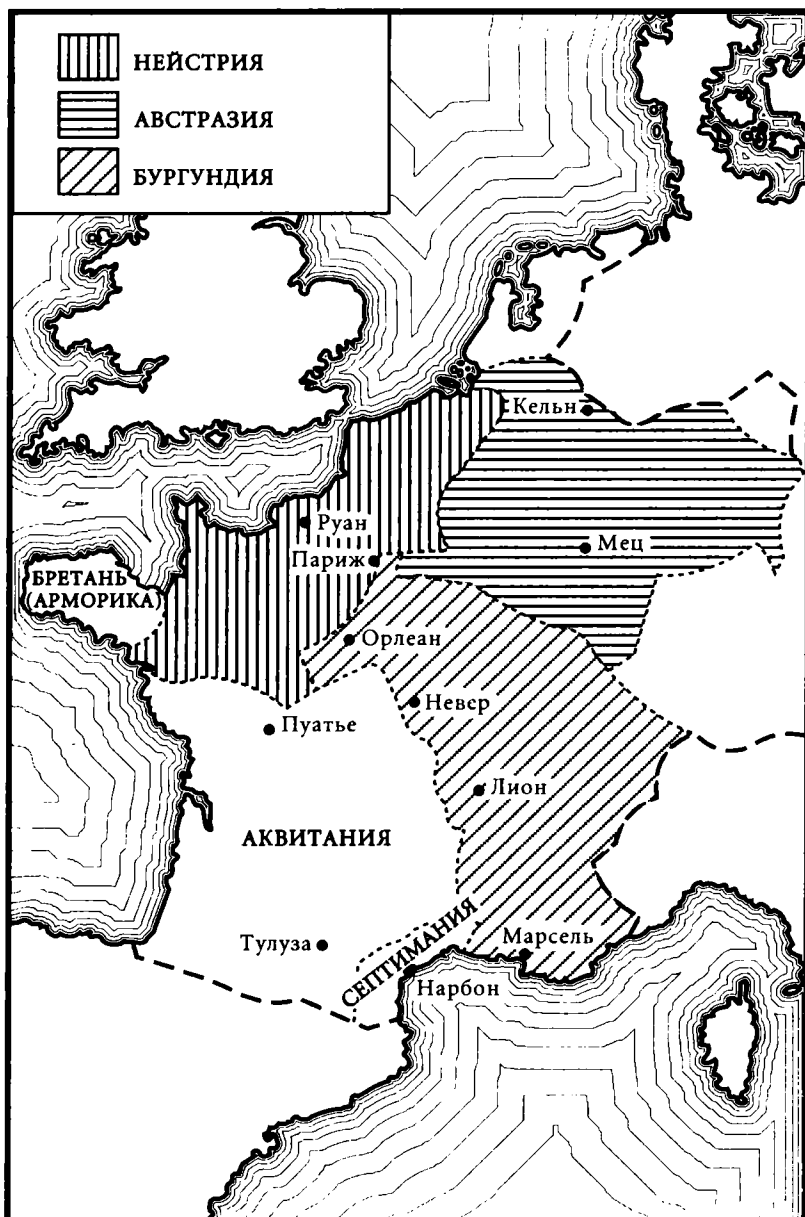 НЕЙСТРИЯ
АВСТРАЗИЯ
БУРГУНДИЯ
Кельн
Руан
Мец
Париж
БРЕТАНЬ
(АРМОРИКА)
Орлеан
Невер
Пуатье
Лион
АКВИТАНИЯ
Марсель
Тулуза
СЕПТИМАНИЯ
Нарбон